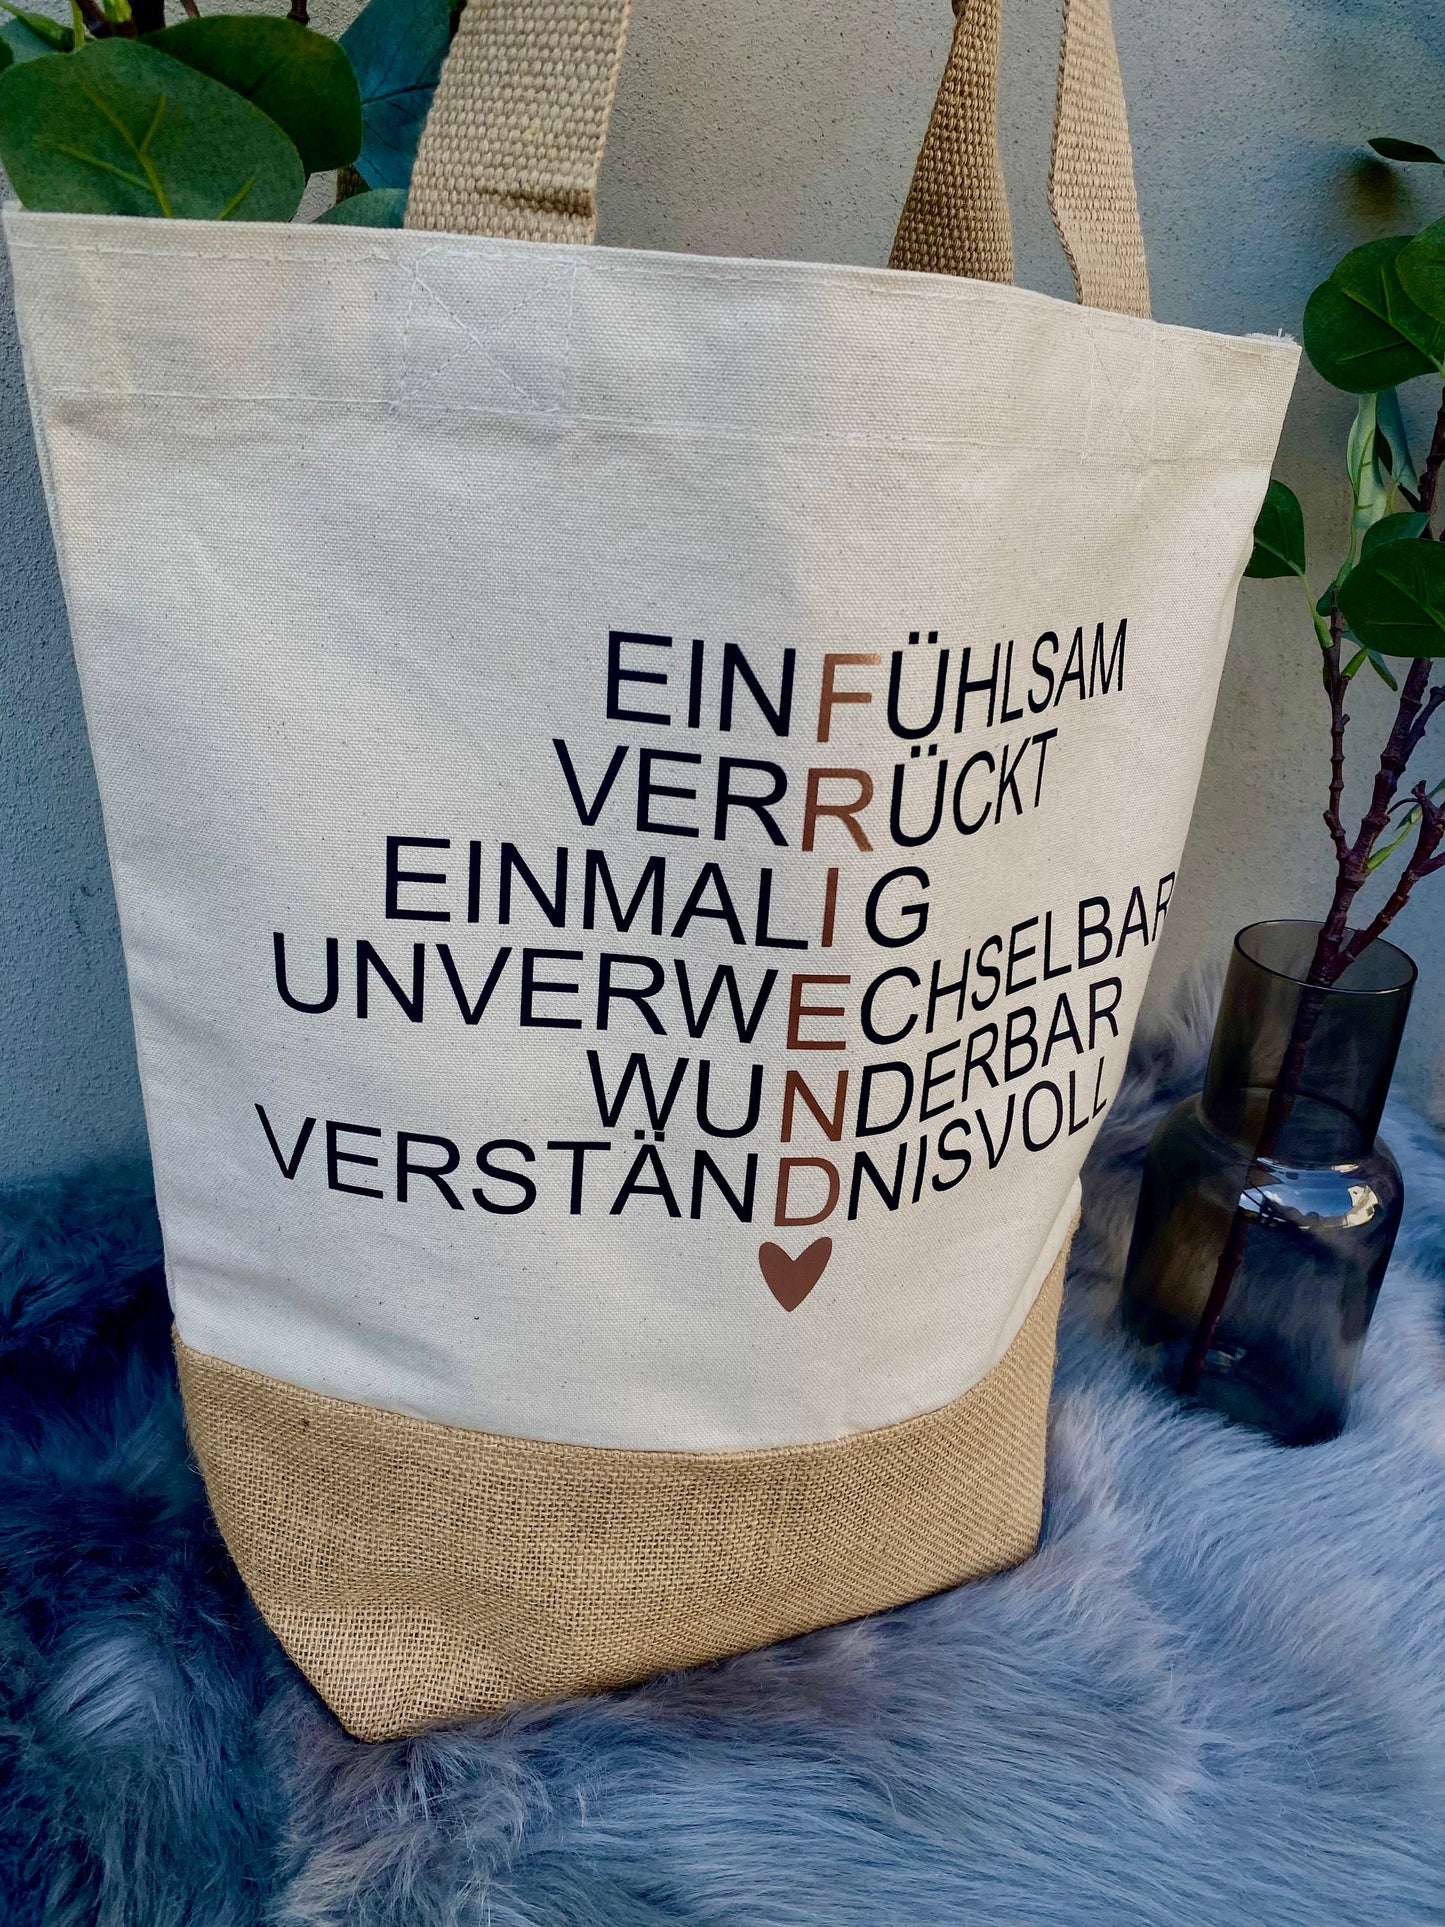 EINFÜHLSAM
VERRÜCKT
EINMALIG
UNVERWECHSELBAR
WUNDERBAR
VERSTÄNDNISVOLL